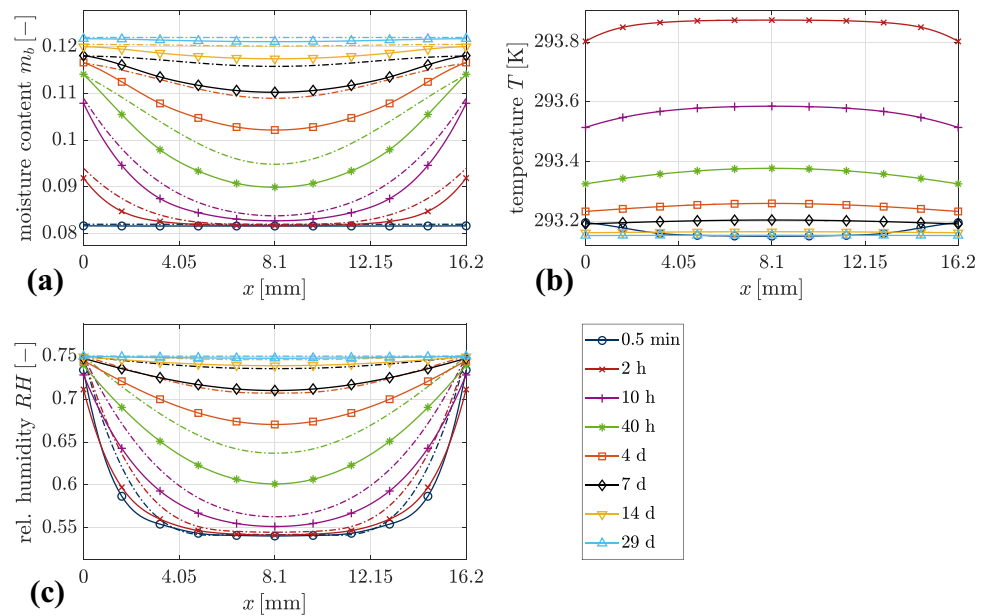 moisture content m_b [−]
0.12
0.11
0.1
0.09
0.08
0 4.05 8.1 12.15 16.2
x [mm]
(a)
temperature T [K]
293.8
293.6
293.4
293.2
0 4.05 8.1 12.15 16.2
x [mm]
(b)
rel. humidity RH [−]
0.75
0.7
0.65
0.6
0.55
0 4.05 8.1 12.15 16.2
x [mm]
(c)
0.5 min
2 h
10 h
40 h
4 d
7 d
14 d
29 d